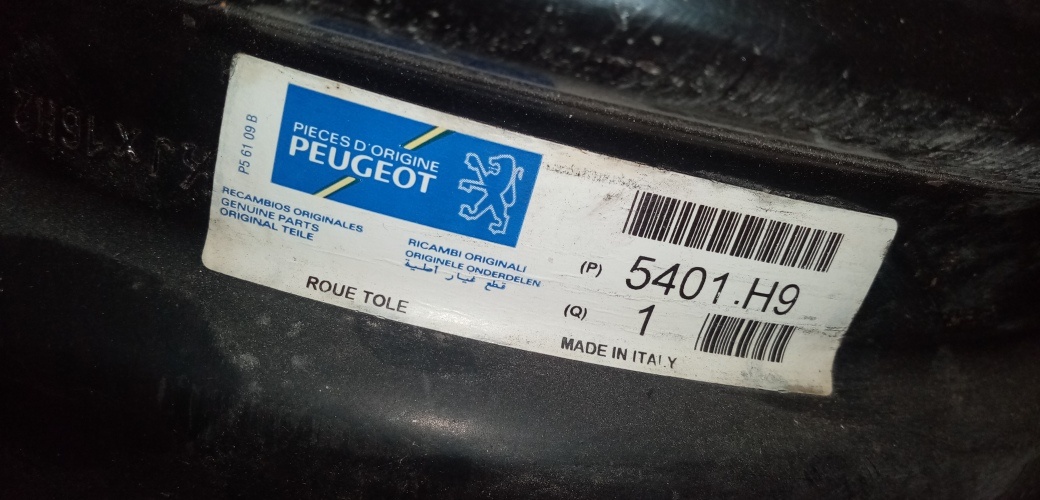 P5 61 09 B
PIECES D'ORIGINE
PEUGEOT
RECAMBIOS ORIGINALES
GENUINE PARTS
ORIGINAL TEILE
RICAMBI ORIGINALI
ORIGINELE ONDERDELEN
قطع غيار أصلية
ROUE TOLE
(P) 5401.H9
(Q) 1
MADE IN ITALY